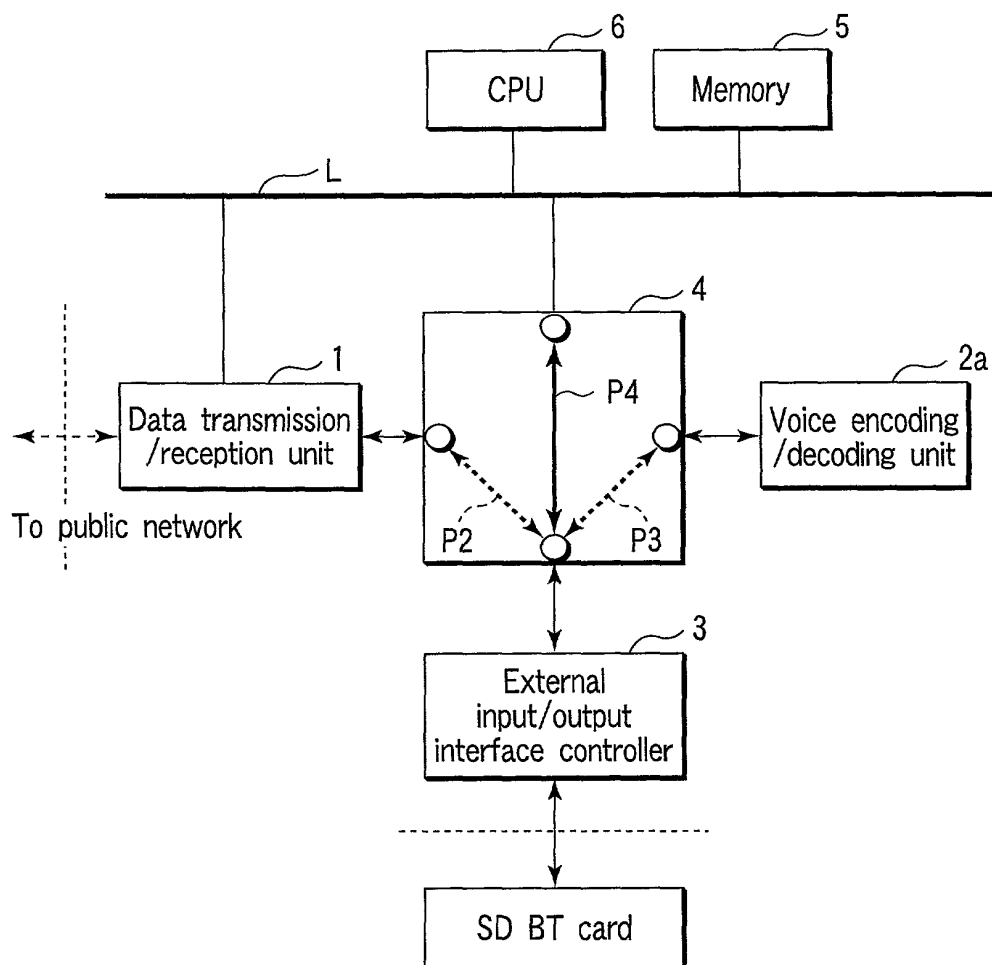 6
5
CPU
Memory
L
4
1
2a
P4
Data transmission
/reception unit
Voice encoding
/decoding unit
To public network
P2
P3
3
External
input/output
interface controller
SD BT card